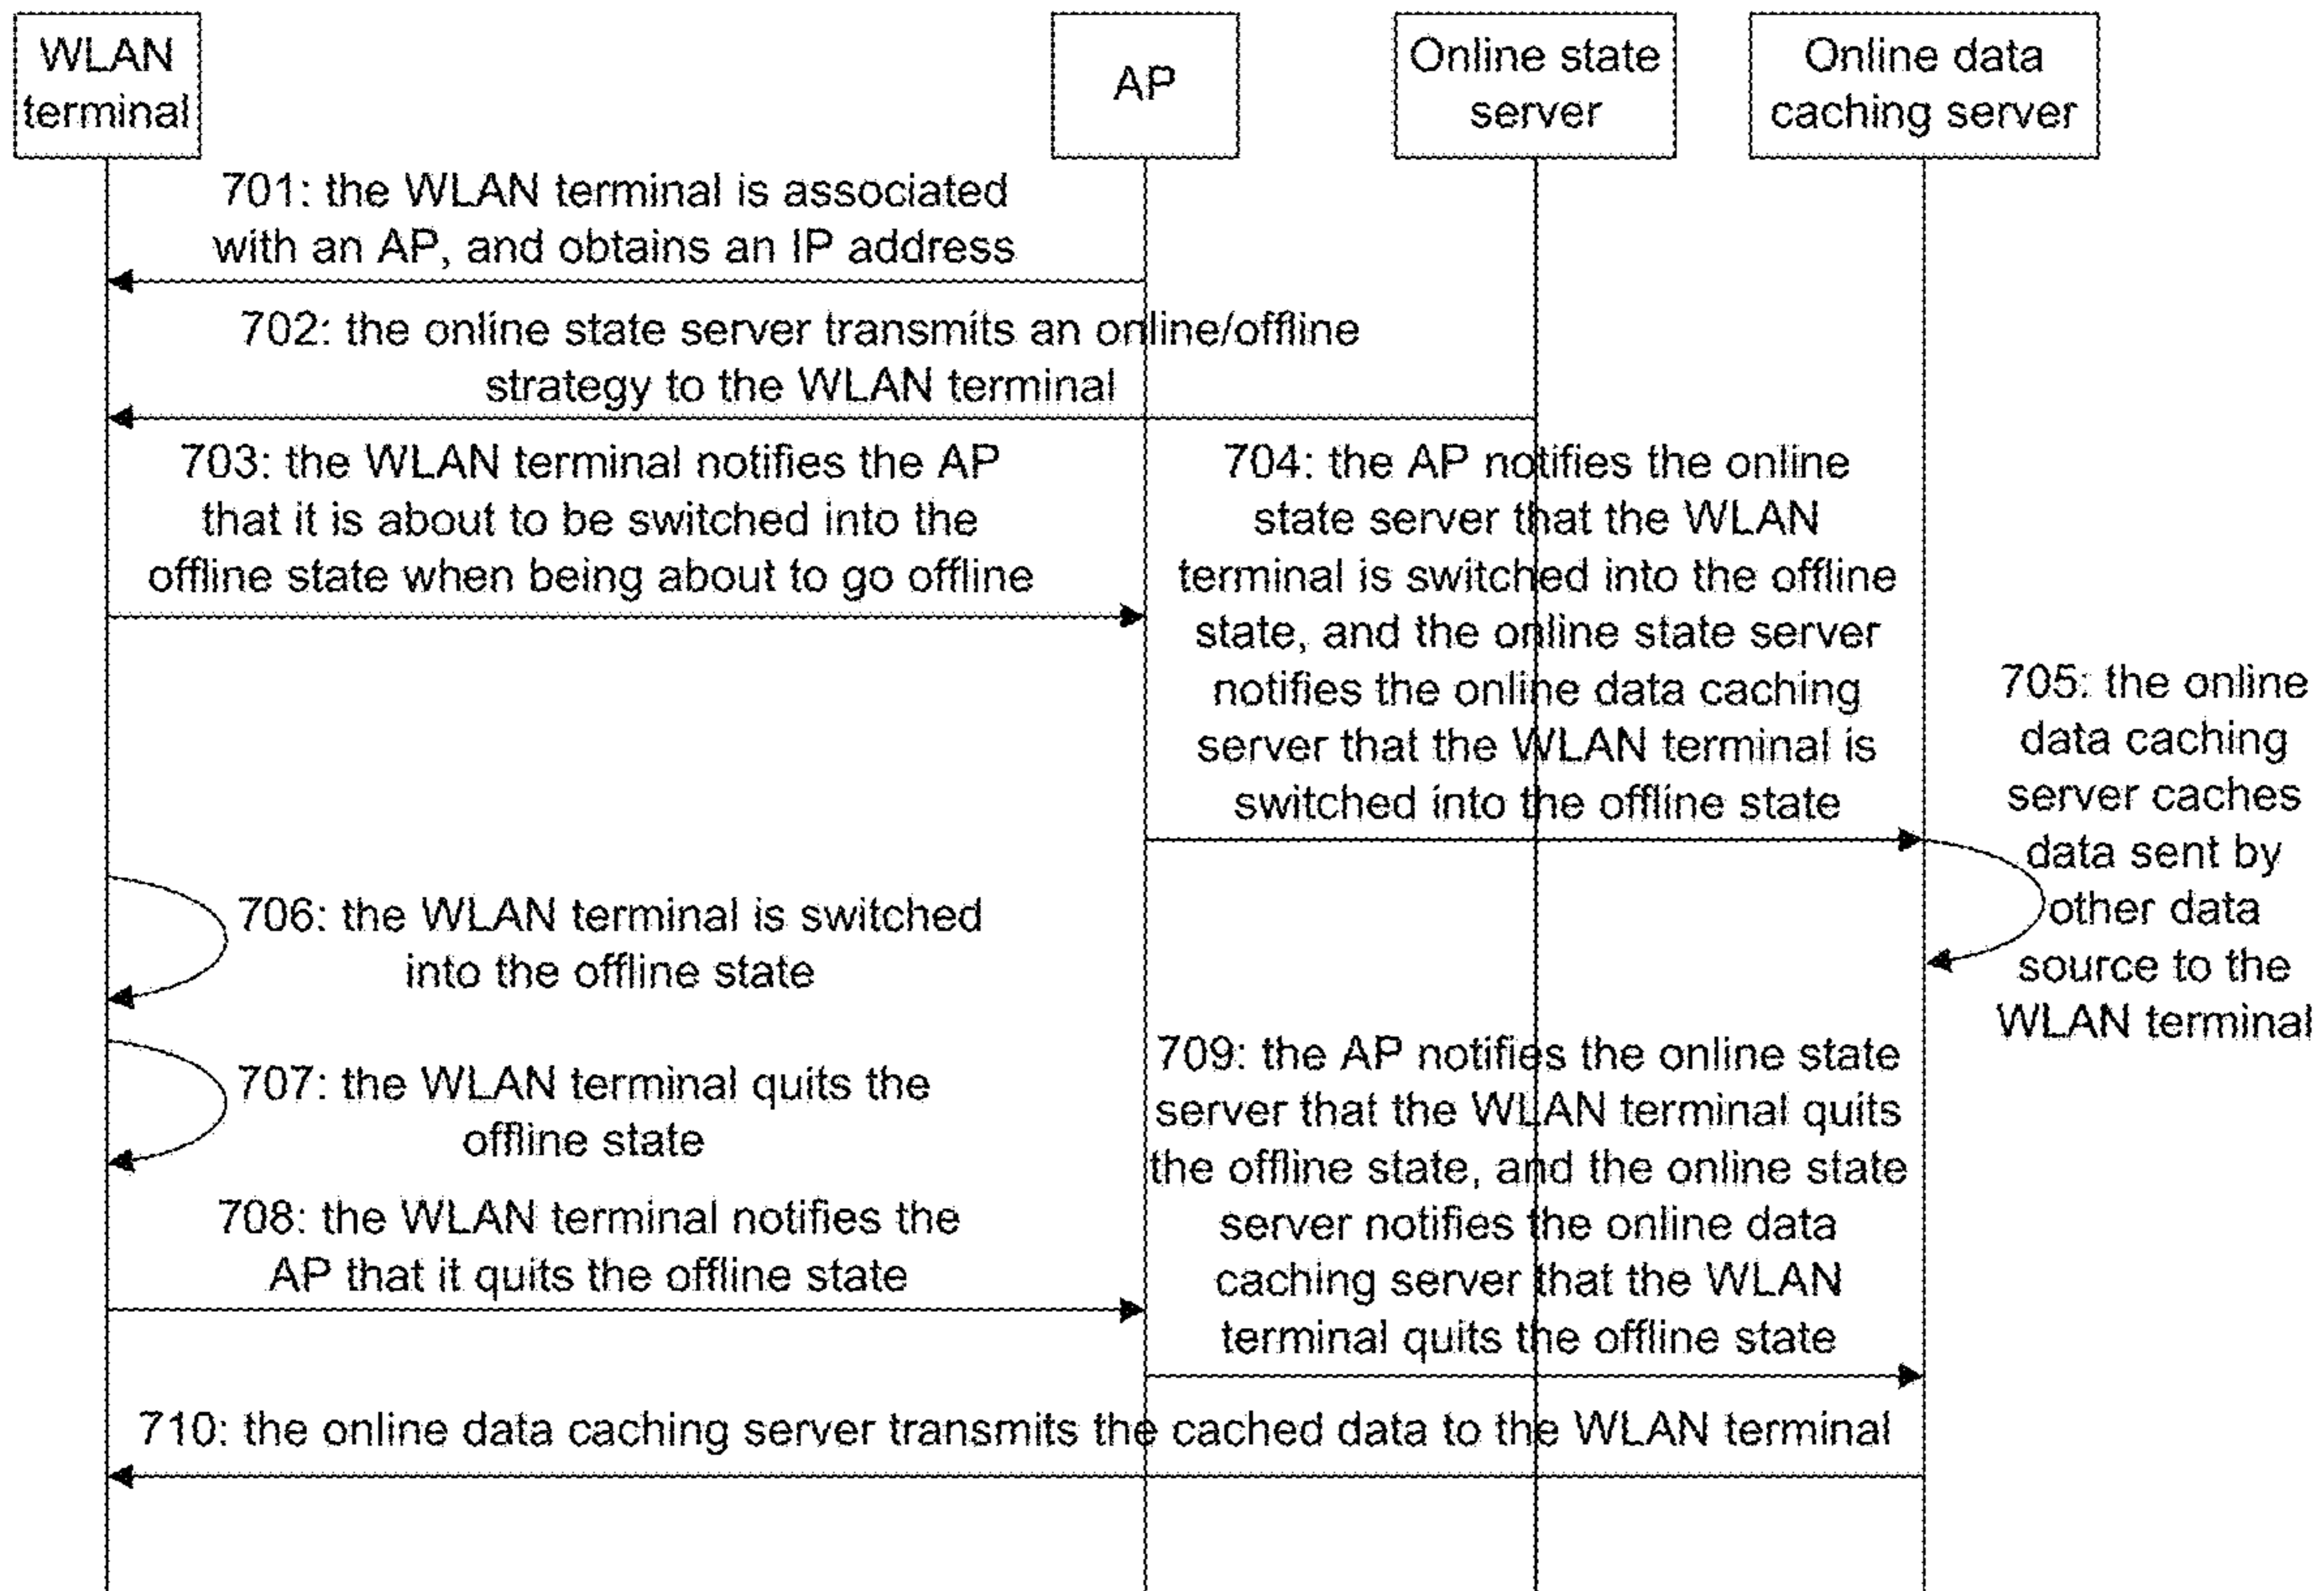 WLAN
terminal
AP
Online state
server
Online data
caching server
701: the WLAN terminal is associated
with an AP, and obtains an IP address
702: the online state server transmits an online/offline
strategy to the WLAN terminal
703: the WLAN terminal notifies the AP
that it is about to be switched into the
offline state when being about to go offline
704: the AP notifies the online
state server that the WLAN
terminal is switched into the offline
state, and the online state server
notifies the online data caching
server that the WLAN terminal is
switched into the offline state
705: the online
data caching
server caches
data sent by
other data
source to the
WLAN terminal
706: the WLAN terminal is switched
into the offline state
707: the WLAN terminal quits the
offline state
708: the WLAN terminal notifies the
AP that it quits the offline state
709: the AP notifies the online state
server that the WLAN terminal quits
the offline state, and the online state
server notifies the online data
caching server that the WLAN
terminal quits the offline state
710: the online data caching server transmits the cached data to the WLAN terminal